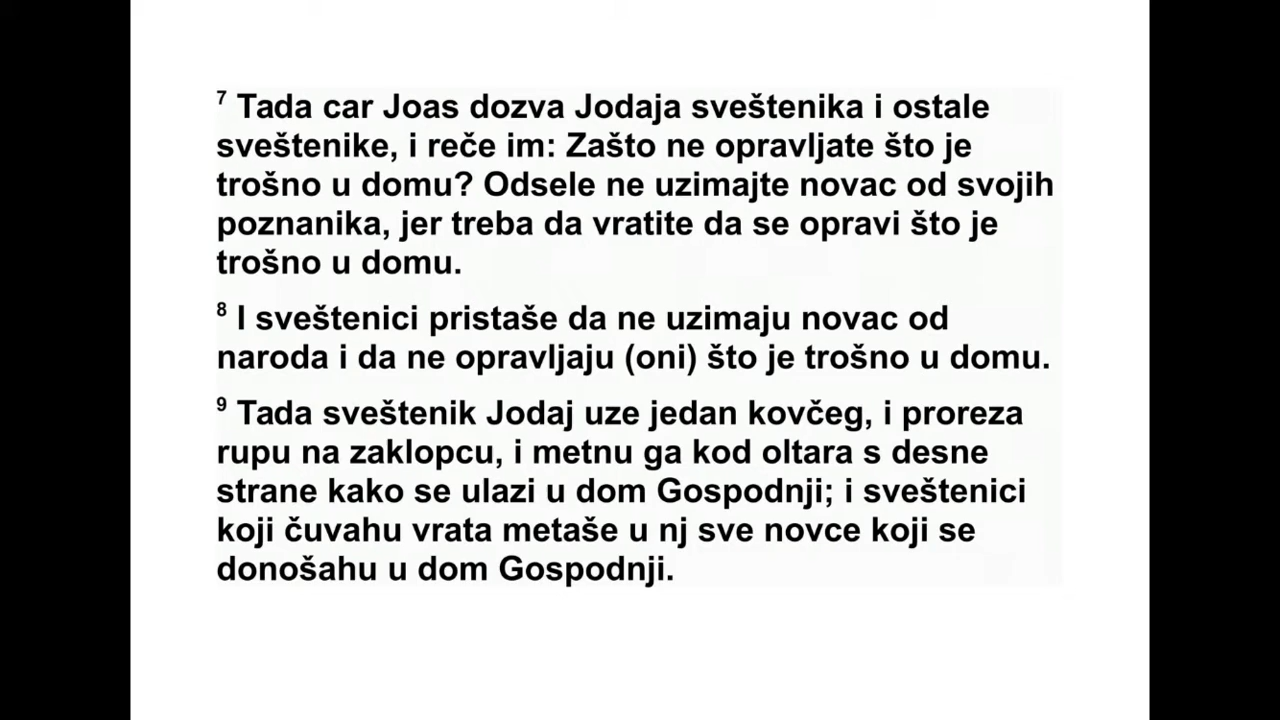 7 Tada car Joas dozva Jodaja sveštenika i ostale
sveštenike, i reče im: Zašto ne opravljate što je
trošno u domu? Odsele ne uzimajte novac od svojih
poznanika, jer treba da vratite da se opravi što je
trošno u domu.
8 I sveštenici pristaše da ne uzimaju novac od
naroda i da ne opravljaju (oni) što je trošno u domu.
9 Tada sveštenik Jodaj uze jedan kovčeg, i proreza
rupu na zaklopcu, i metnu ga kod oltara s desne
strane kako se ulazi u dom Gospodnji; i sveštenici
koji čuvahu vrata metaše u nj sve novce koji se
donošahu u dom Gospodnji.